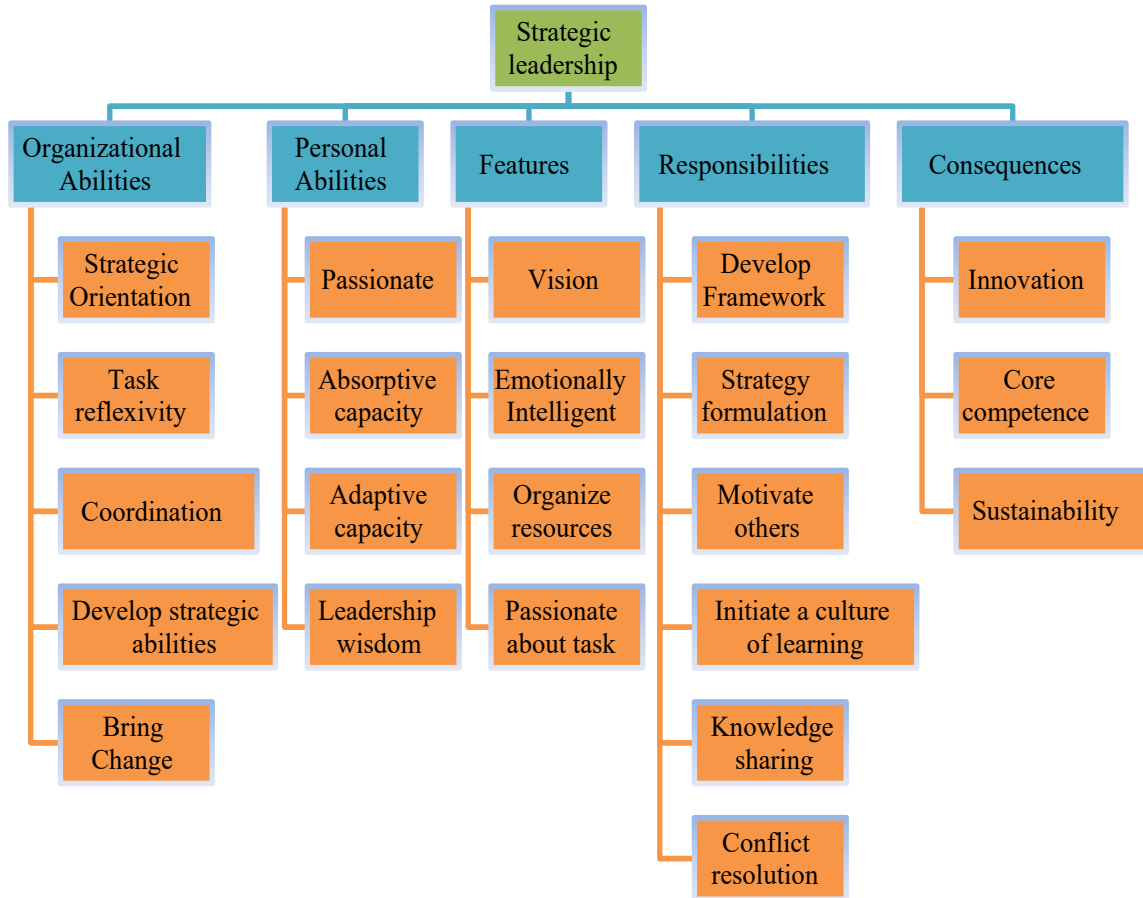 Strategic
leadership
Organizational
Abilities
Strategic
Orientation
Task
reflexivity
Coordination
Develop strategic
abilities
Bring
Change
Personal
Abilities
Passionate
Absorptive
capacity
Adaptive
capacity
Leadership
wisdom
Features
Vision
Emotionally
Intelligent
Organize
resources
Passionate
about task
Responsibilities
Develop
Framework
Strategy
formulation
Motivate
others
Initiate a culture
of learning
Knowledge
sharing
Conflict
resolution
Consequences
Innovation
Core
competence
Sustainability